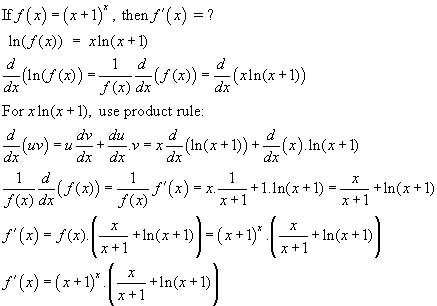 If f(x) = (x+1)^x, then f′(x) = ?
ln(f(x)) = x ln(x+1)
d/dx (ln(f(x)) = 1/f(x) d/dx (f(x)) = d/dx (x ln(x+1))
For x ln(x+1), use product rule:
d/dx (uv) = u dv/dx + du/dx .v = x d/dx (ln(x+1)) + d/dx (x).ln(x+1)
1/f(x) d/dx (f(x)) = 1/f(x) f′(x) = x. 1/(x+1) + 1.ln(x+1) = x/(x+1) + ln(x+1)
f′(x) = f(x).(x/(x+1) + ln(x+1)) = (x+1)^x .(x/(x+1) + ln(x+1))
f′(x) = (x+1)^x .(x/(x+1) + ln(x+1))